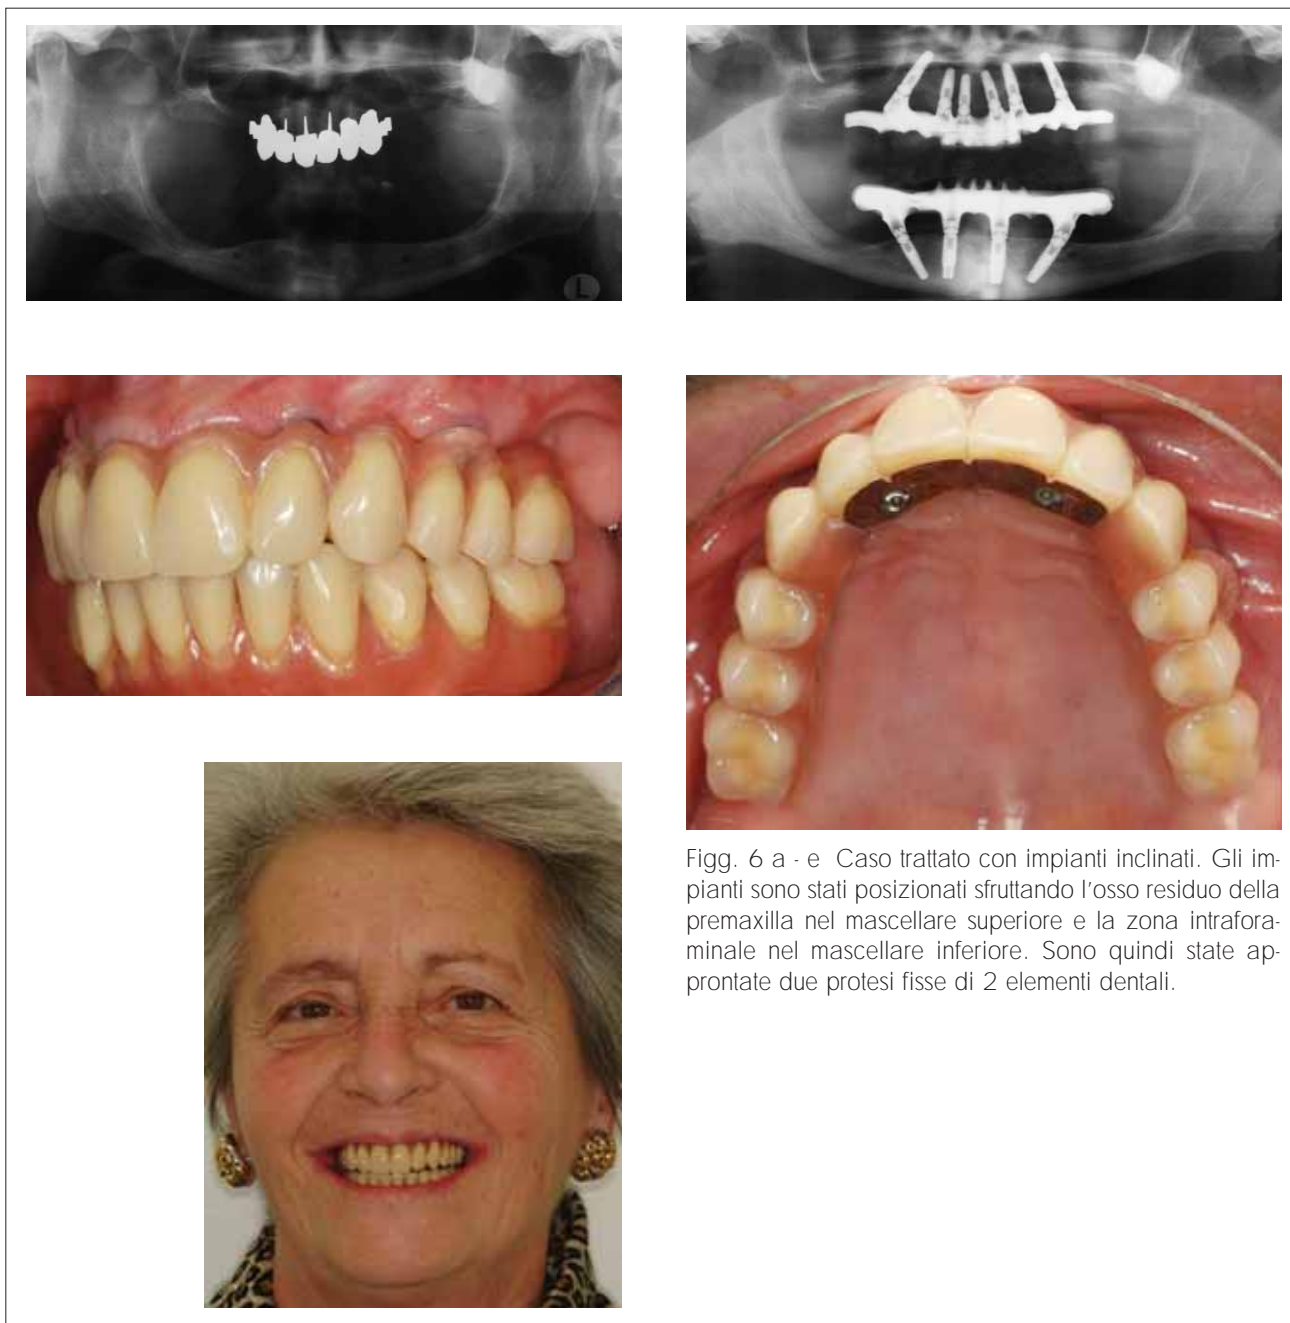 L
Figg. 6 a - e Caso trattato con impianti inclinati. Gli im-
pianti sono stati posizionati sfruttando l'osso residuo della
premaxilla nel mascellare superiore e la zona intrafora-
minale nel mascellare inferiore. Sono quindi state ap-
prontate due protesi fisse di 2 elementi dentali.